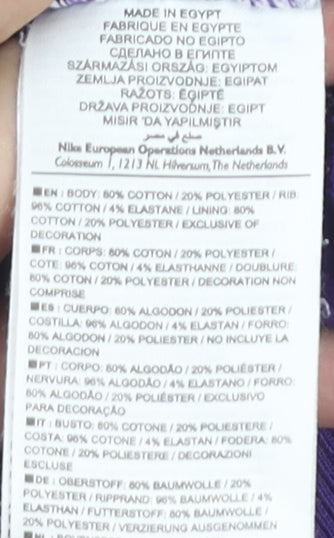 MADE IN EGYPT
FABRIQUE EN EGYPTE
FABRICADO NO EGIPTO
СДЕЛАНО В ЕГИПТЕ
SZÁRMAZÁSI ORSZÁG: EGYIPTOM
ZEMLJA PROIZVODNJE: EGIPAT
RAŽOTS: ĒĢIPTĒ
DRŽAVA PROIZVODNJE: EGIPT
MISIR 'DA YAPILMIŞTIR
صنع في مصر
Nike European Operations Netherlands B.V.
Colosseum 1, 1213 NL Hilversum, The Netherlands
EN : BODY: 80% COTTON / 20% POLYESTER / RIB:
96% COTTON / 4% ELASTANE / LINING: 80%
COTTON / 20% POLYESTER / EXCLUSIVE OF
DECORATION
FR : CORPS: 80% COTON / 20% POLYESTER /
COTE: 96% COTON / 4% ELASTHANNE / DOUBLURE:
80% COTON / 20% POLYESTER / DECORATION NON
COMPRISE
ES : CUERPO: 80% ALGODON / 20% POLIESTER /
COSTILLA: 96% ALGODON / 4% ELASTAN / FORRO:
80% ALGODON / 20% POLIESTER / NO INCLUYE LA
DECORACION
PT : CORPO: 80% ALGODÃO / 20% POLIÉSTER /
NERVURA: 96% ALGODÃO / 4% ELASTANO / FORRO:
80% ALGODÃO / 20% POLIÉSTER / EXCLUSIVO
PARA DECORAÇÃO
IT : BUSTO: 80% COTONE / 20% POLIESTERE /
COSTA: 96% COTONE / 4% ELASTAN / FODERA: 80%
COTONE / 20% POLIESTERE / DECORAZIONI
ESCLUSE
DE : OBERSTOFF: 80% BAUMWOLLE / 20%
POLYESTER / RIPPRAND: 96% BAUMWOLLE / 4%
ELASTHAN / FUTTERSTOFF: 80% BAUMWOLLE /
20% POLYESTER / VERZIERUNG AUSGENOMMEN